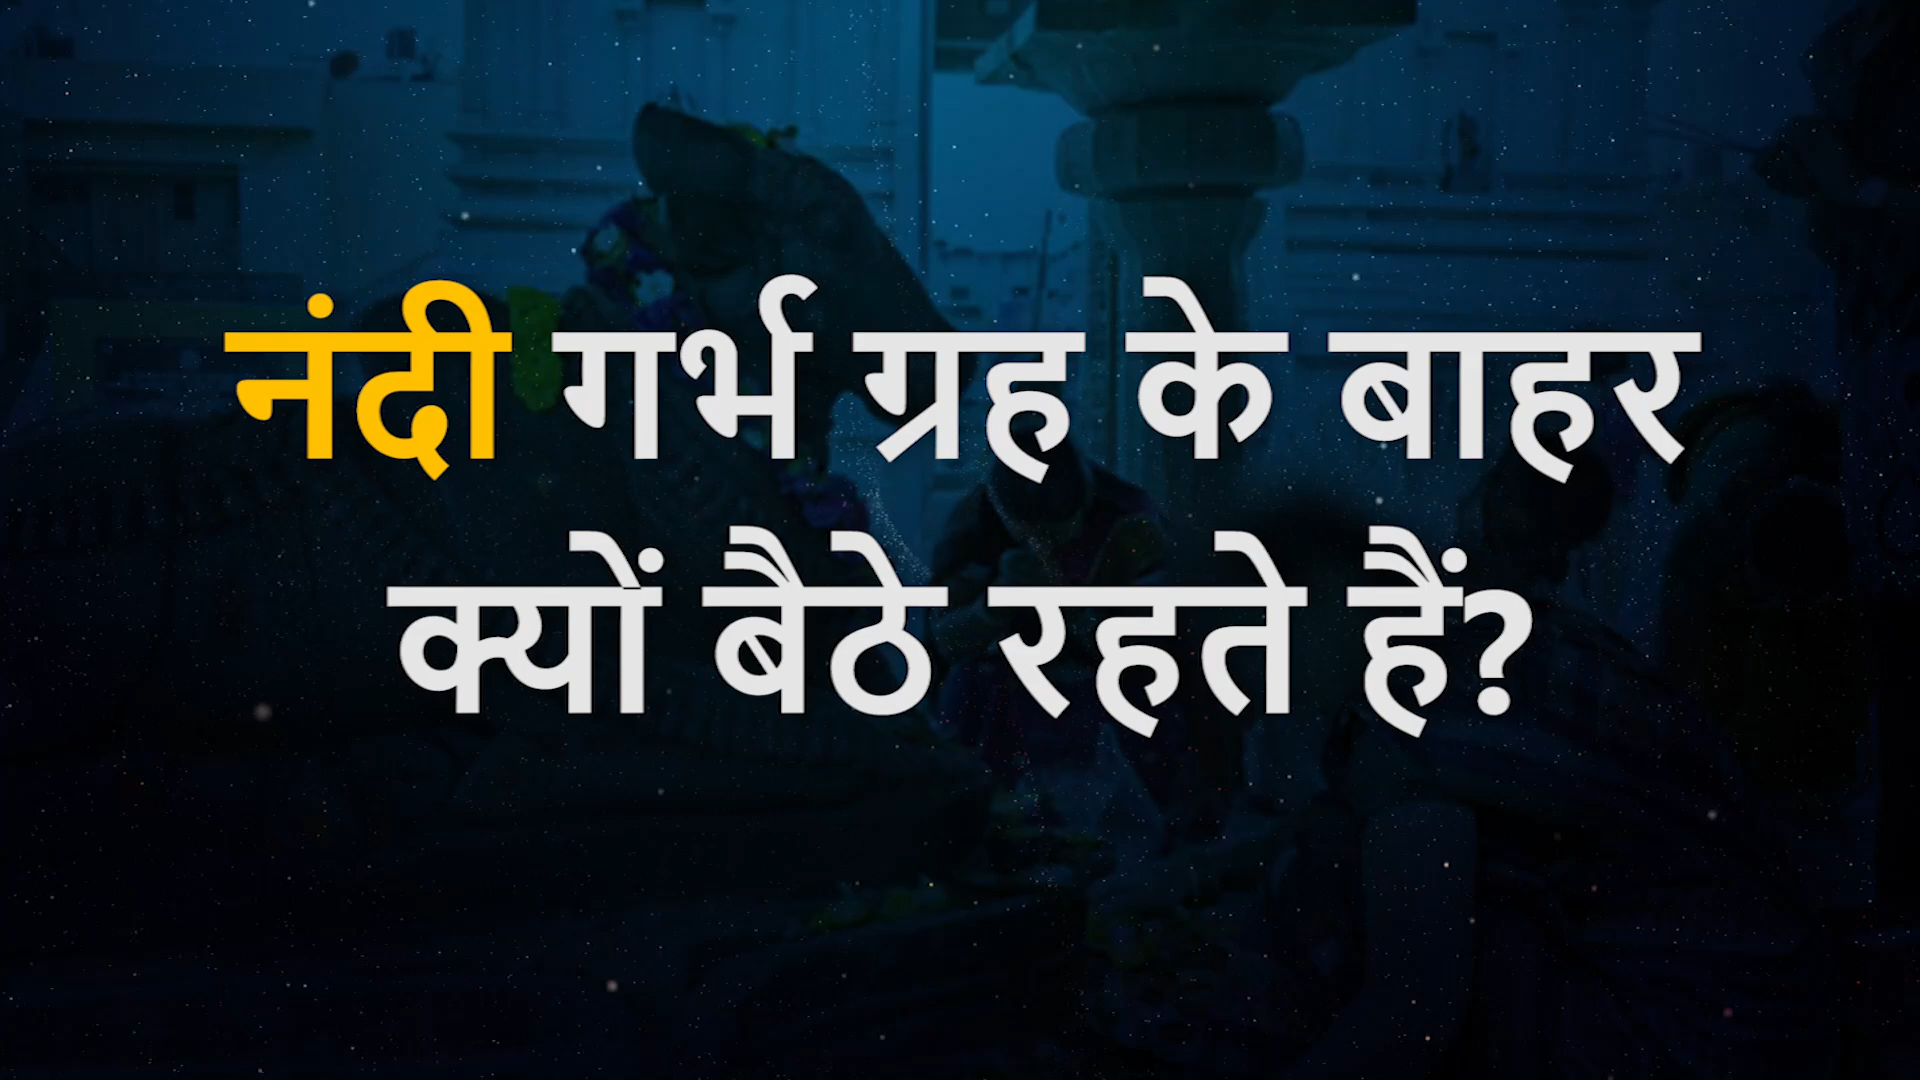 नंदी गर्भ ग्रह के बाहर
क्यों बैठे रहते हैं?